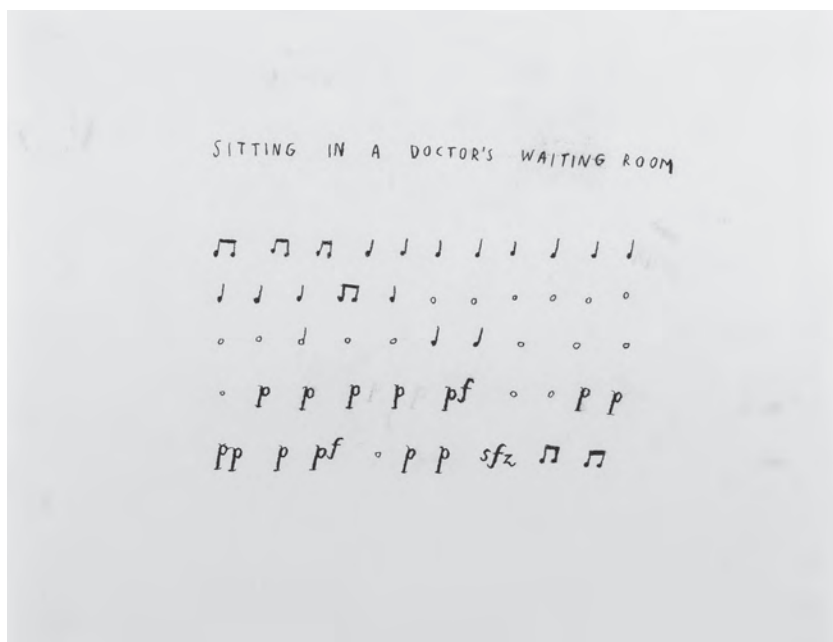 SITTING IN A DOCTOR'S WAITING ROOM
♫ ♫ ♫ ♩ ♩ ♩ ♩ ♩ ♩ ♩ ♩
♩ ♩ ♩ ♫ ♩ o o o o o o
o o 𝅗𝅥 o o ♩ ♩ o o o
o p p p p pf o o p p
pp p pf o p p sfz ♫ ♫